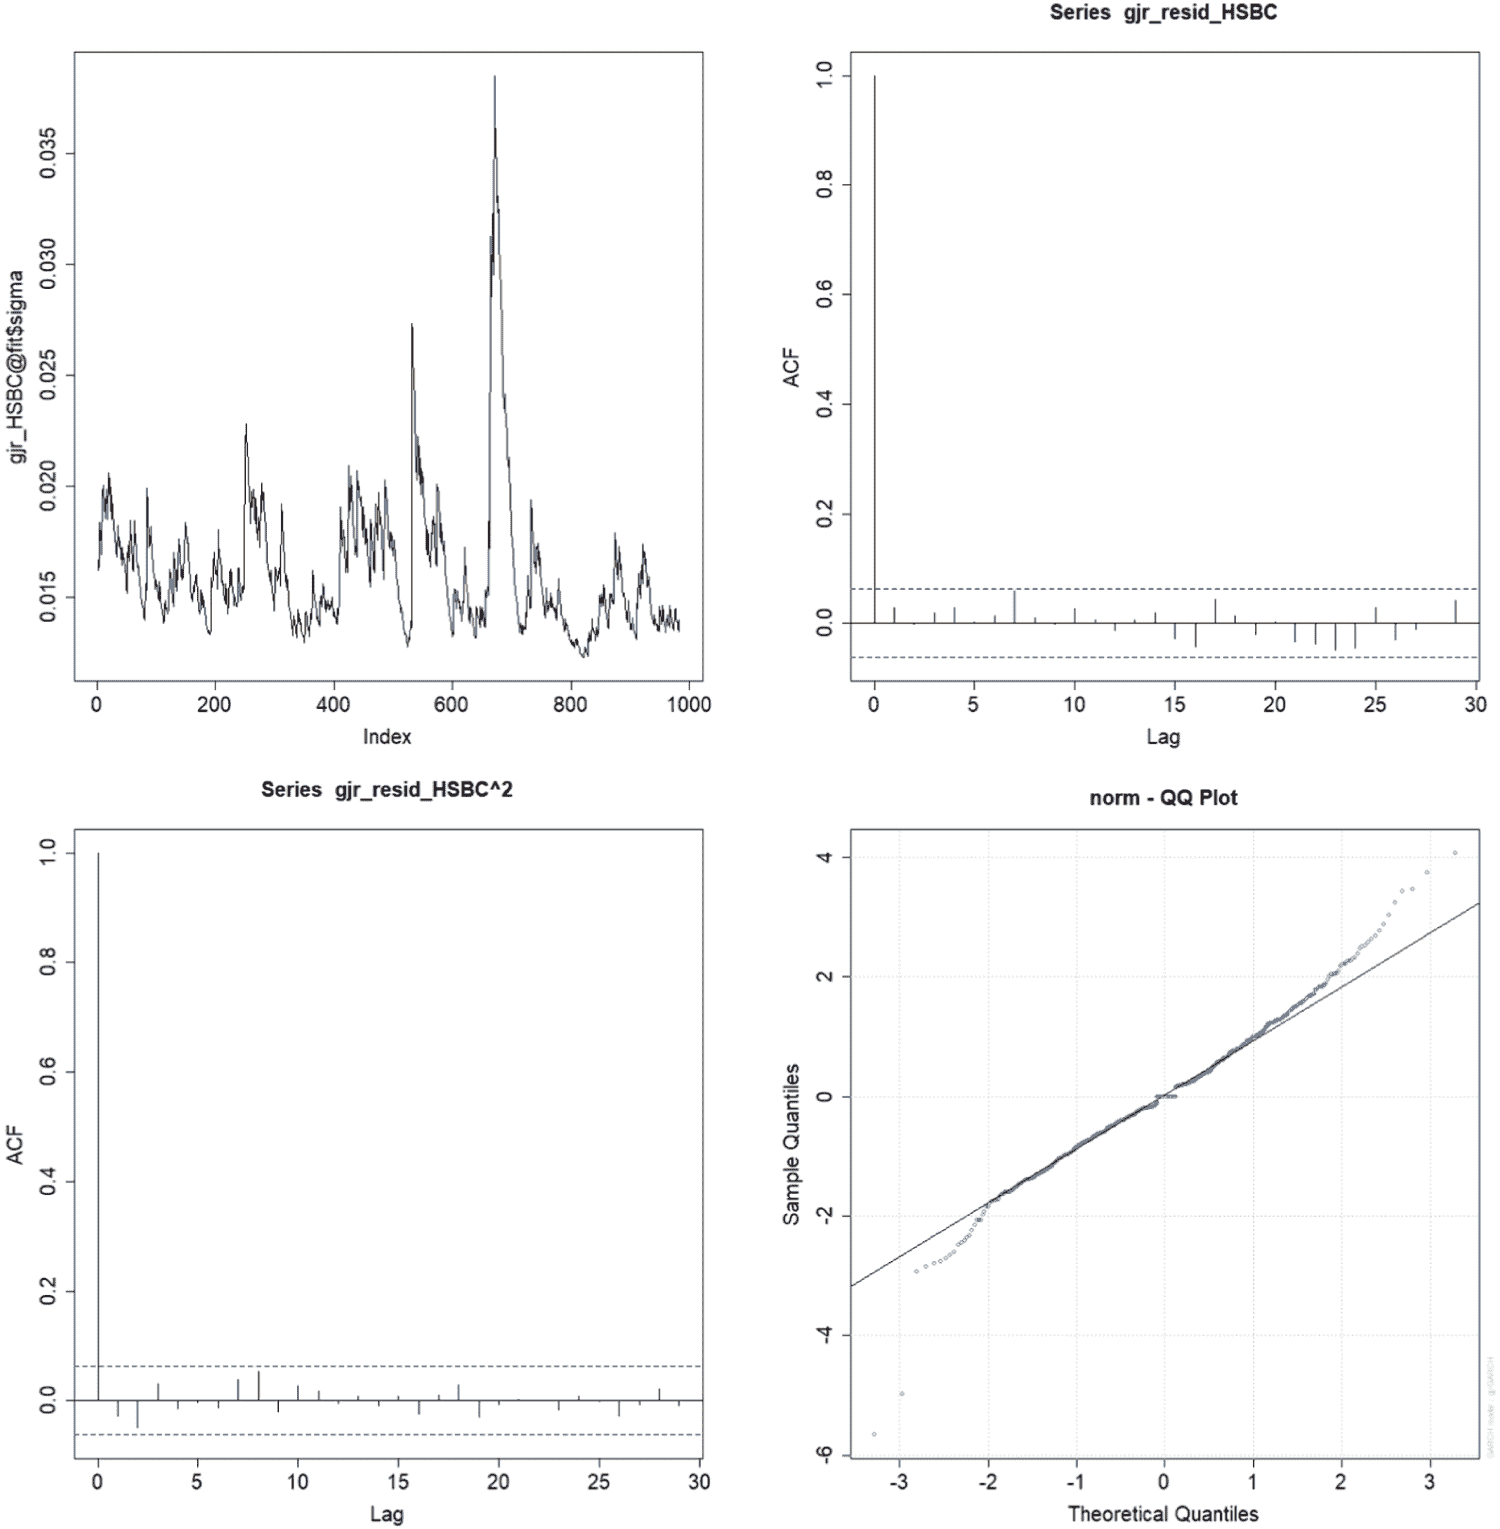 gjr_HSBC@fit$sigma
0.035
0.030
0.025
0.020
0.015
0 200 400 600 800 1000
Index
Series gjr_resid_HSBC
ACF
1.0
0.8
0.6
0.4
0.2
0.0
0 5 10 15 20 25 30
Lag
Series gjr_resid_HSBC^2
ACF
1.0
0.8
0.6
0.4
0.2
0.0
0 5 10 15 20 25 30
Lag
norm - QQ Plot
Sample Quantiles
4
2
0
-2
-4
-6
-3 -2 -1 0 1 2 3
Theoretical Quantiles
GARCH model : gjrGARCH